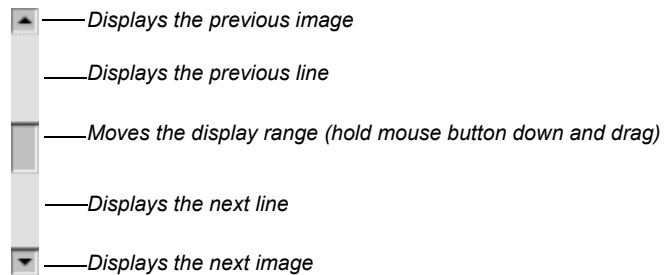 Displays the previous image
Displays the previous line
Moves the display range (hold mouse button down and drag)
Displays the next line
Displays the next image